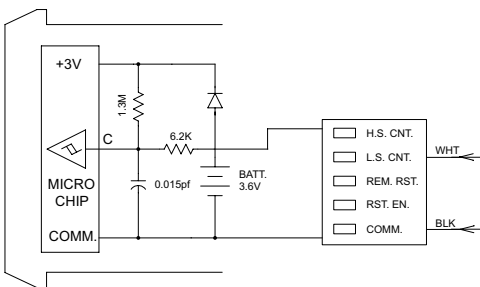 +3V
1.3M
C
6.2K
MICRO
CHIP
0.015pf
BATT.
3.6V
COMM.
H.S. CNT.
L.S. CNT.
REM. RST.
RST. EN.
COMM.
WHT
BLK